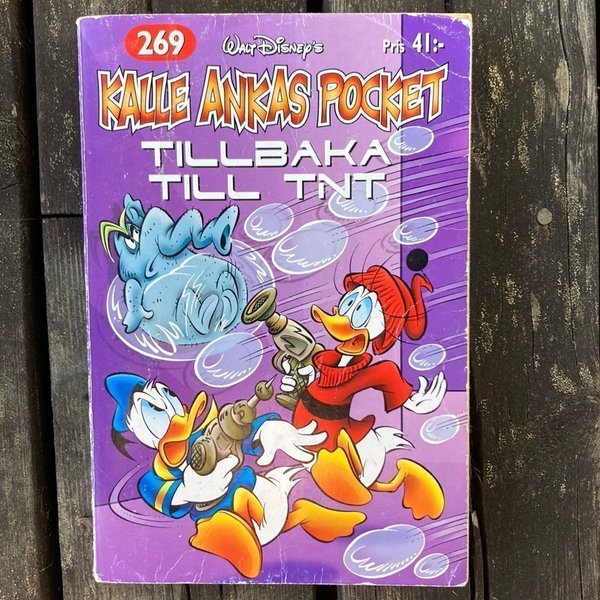 269
Walt Disney's
Pris 41:-
KALLE ANKAS POCKET
TILLBAKA
TILL TNT